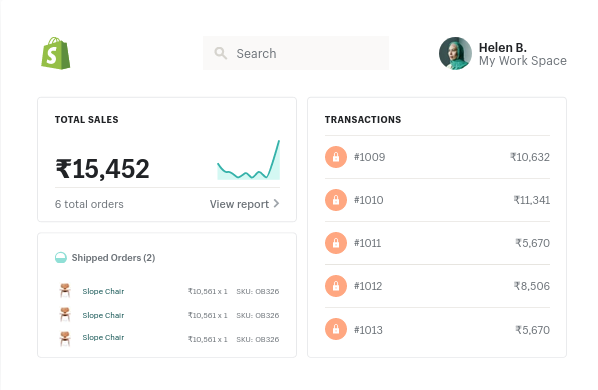 S
Search
Helen B.
My Work Space
TOTAL SALES
₹15,452
6 total orders
View report
Shipped Orders (2)
Slope Chair ₹10,561 x 1 SKU: OB326
Slope Chair ₹10,561 x 1 SKU: OB326
Slope Chair ₹10,561 x 1 SKU: OB326
TRANSACTIONS
#1009 ₹10,632
#1010 ₹11,341
#1011 ₹5,670
#1012 ₹8,506
#1013 ₹5,670